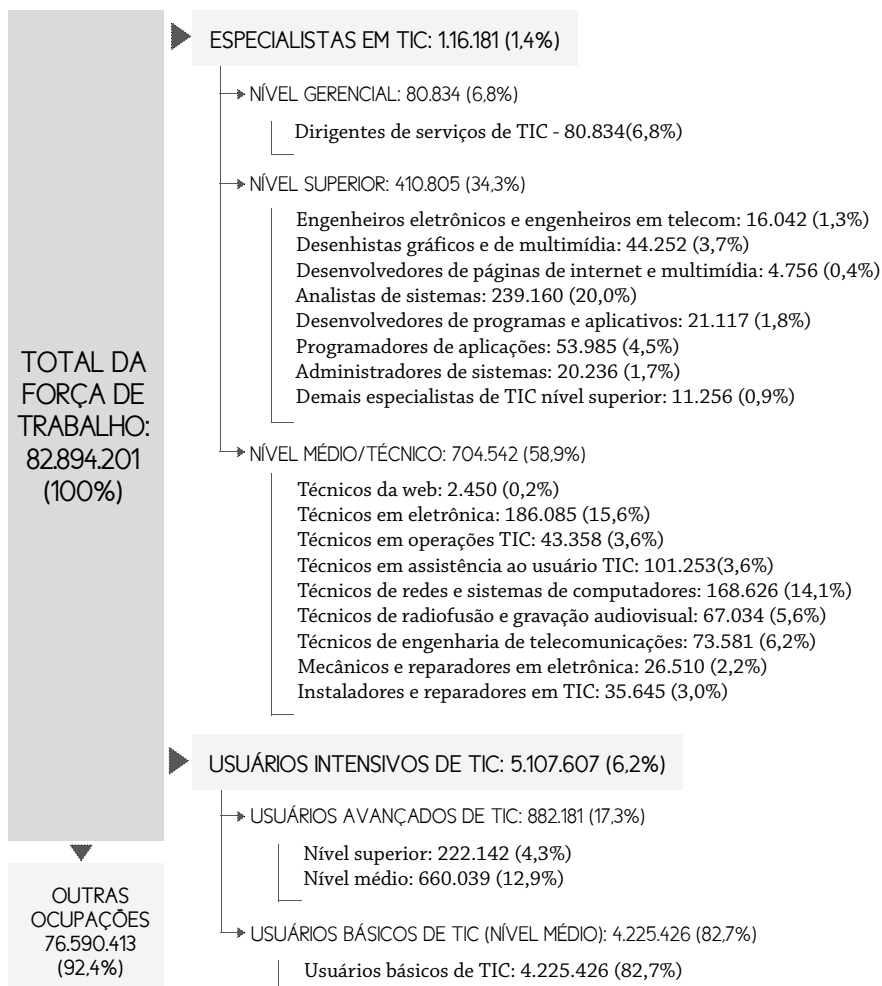 ESPECIALISTAS EM TIC: 1.16.181 (1,4%)
NÍVEL GERENCIAL: 80.834 (6,8%)
Dirigentes de serviços de TIC - 80.834(6,8%)
NÍVEL SUPERIOR: 410.805 (34,3%)
Engenheiros eletrônicos e engenheiros em telecom: 16.042 (1,3%)
Desenhistas gráficos e de multimídia: 44.252 (3,7%)
Desenvolvedores de páginas de internet e multimídia: 4.756 (0,4%)
Analistas de sistemas: 239.160 (20,0%)
Desenvolvedores de programas e aplicativos: 21.117 (1,8%)
Programadores de aplicações: 53.985 (4,5%)
Administradores de sistemas: 20.236 (1,7%)
Demais especialistas de TIC nível superior: 11.256 (0,9%)
TOTAL DA
FORÇA DE
TRABALHO:
82.894.201
(100%)
NÍVEL MÉDIO/TÉCNICO: 704.542 (58,9%)
Técnicos da web: 2.450 (0,2%)
Técnicos em eletrônica: 186.085 (15,6%)
Técnicos em operações TIC: 43.358 (3,6%)
Técnicos em assistência ao usuário TIC: 101.253(3,6%)
Técnicos de redes e sistemas de computadores: 168.626 (14,1%)
Técnicos de radiofusão e gravação audiovisual: 67.034 (5,6%)
Técnicos de engenharia de telecomunicações: 73.581 (6,2%)
Mecânicos e reparadores em eletrônica: 26.510 (2,2%)
Instaladores e reparadores em TIC: 35.645 (3,0%)
USUÁRIOS INTENSIVOS DE TIC: 5.107.607 (6,2%)
USUÁRIOS AVANÇADOS DE TIC: 882.181 (17,3%)
Nível superior: 222.142 (4,3%)
Nível médio: 660.039 (12,9%)
OUTRAS
OCUPAÇÕES
76.590.413
(92,4%)
USUÁRIOS BÁSICOS DE TIC (NÍVEL MÉDIO): 4.225.426 (82,7%)
Usuários básicos de TIC: 4.225.426 (82,7%)